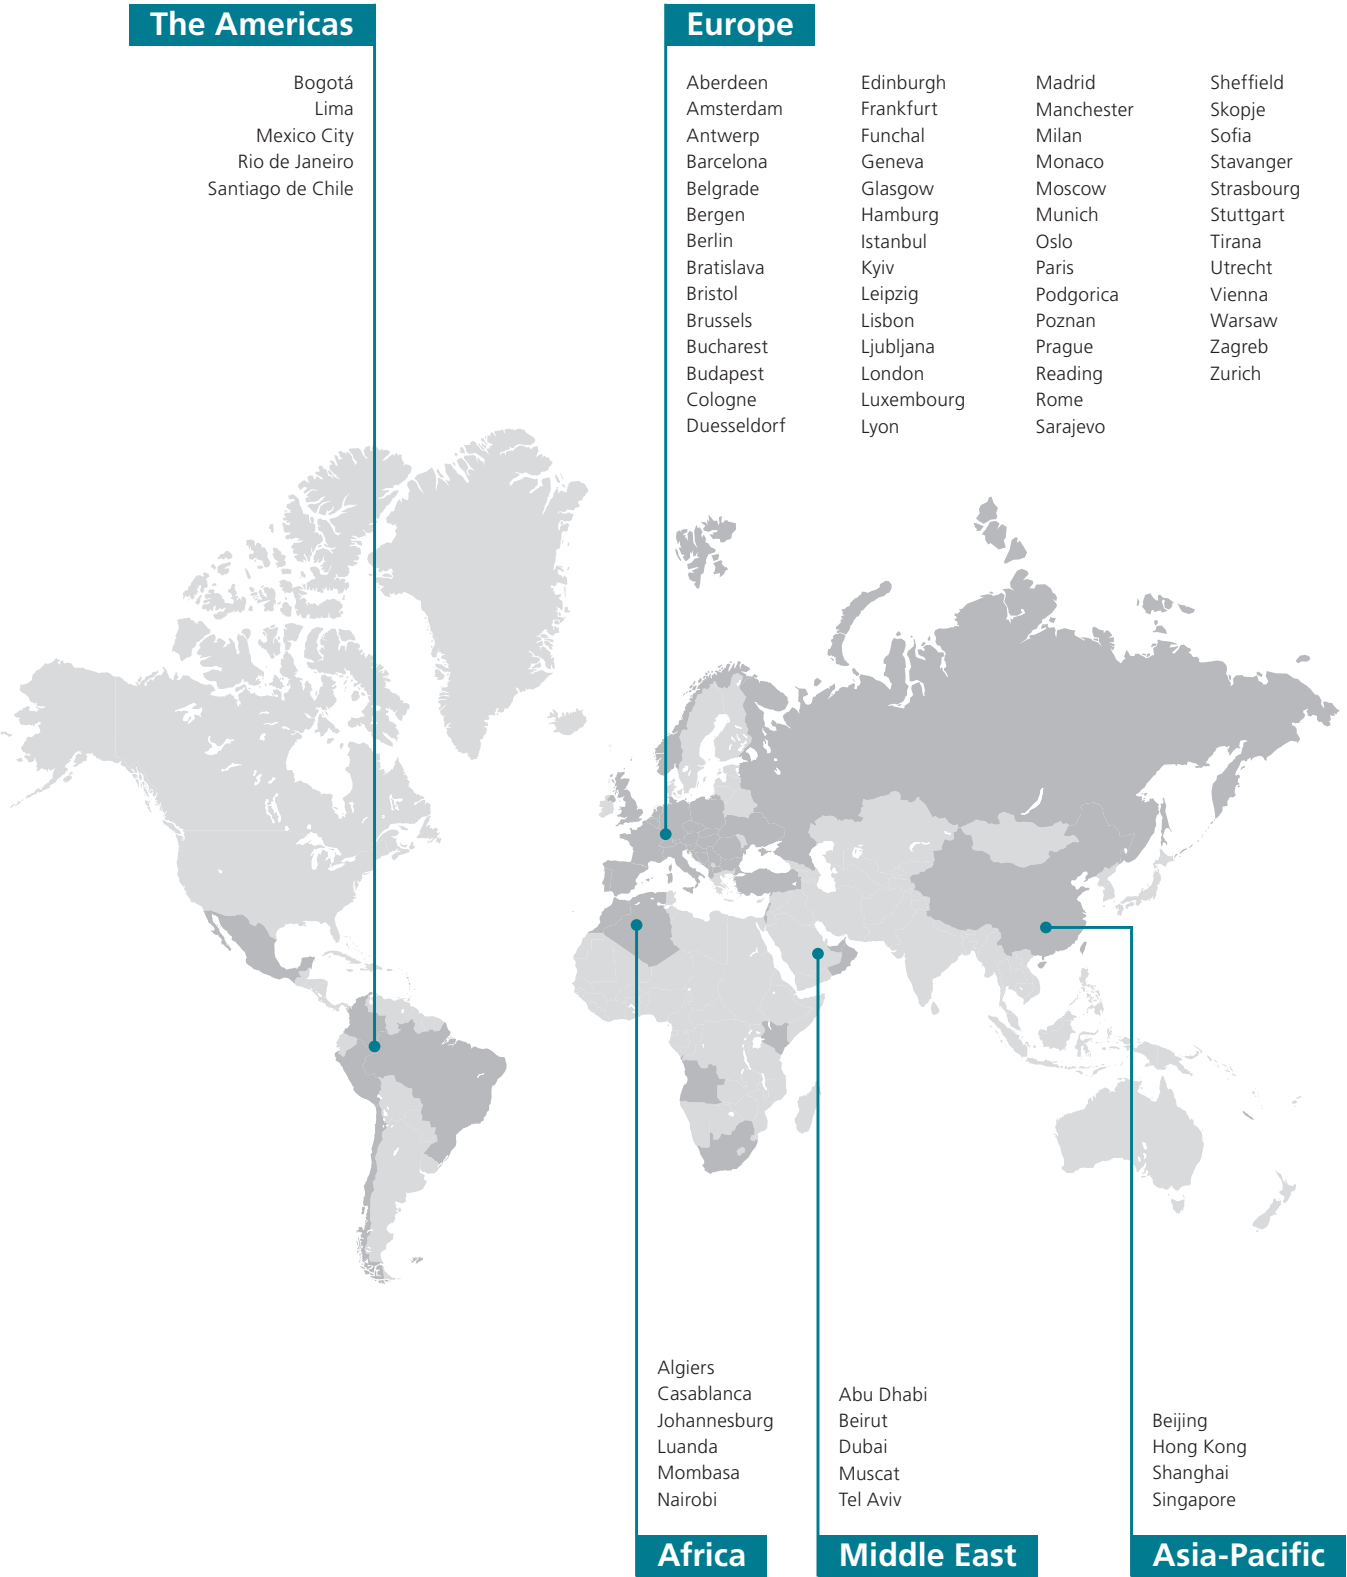 The Americas
Bogotá
Lima
Mexico City
Rio de Janeiro
Santiago de Chile
Europe
Aberdeen
Amsterdam
Antwerp
Barcelona
Belgrade
Bergen
Berlin
Bratislava
Bristol
Brussels
Bucharest
Budapest
Cologne
Duesseldorf
Edinburgh
Frankfurt
Funchal
Geneva
Glasgow
Hamburg
Istanbul
Kyiv
Leipzig
Lisbon
Ljubljana
London
Luxembourg
Lyon
Madrid
Manchester
Milan
Monaco
Moscow
Munich
Oslo
Paris
Podgorica
Poznan
Prague
Reading
Rome
Sarajevo
Sheffield
Skopje
Sofia
Stavanger
Strasbourg
Stuttgart
Tirana
Utrecht
Vienna
Warsaw
Zagreb
Zurich
Algiers
Casablanca
Johannesburg
Luanda
Mombasa
Nairobi
Africa
Abu Dhabi
Beirut
Dubai
Muscat
Tel Aviv
Middle East
Beijing
Hong Kong
Shanghai
Singapore
Asia-Pacific